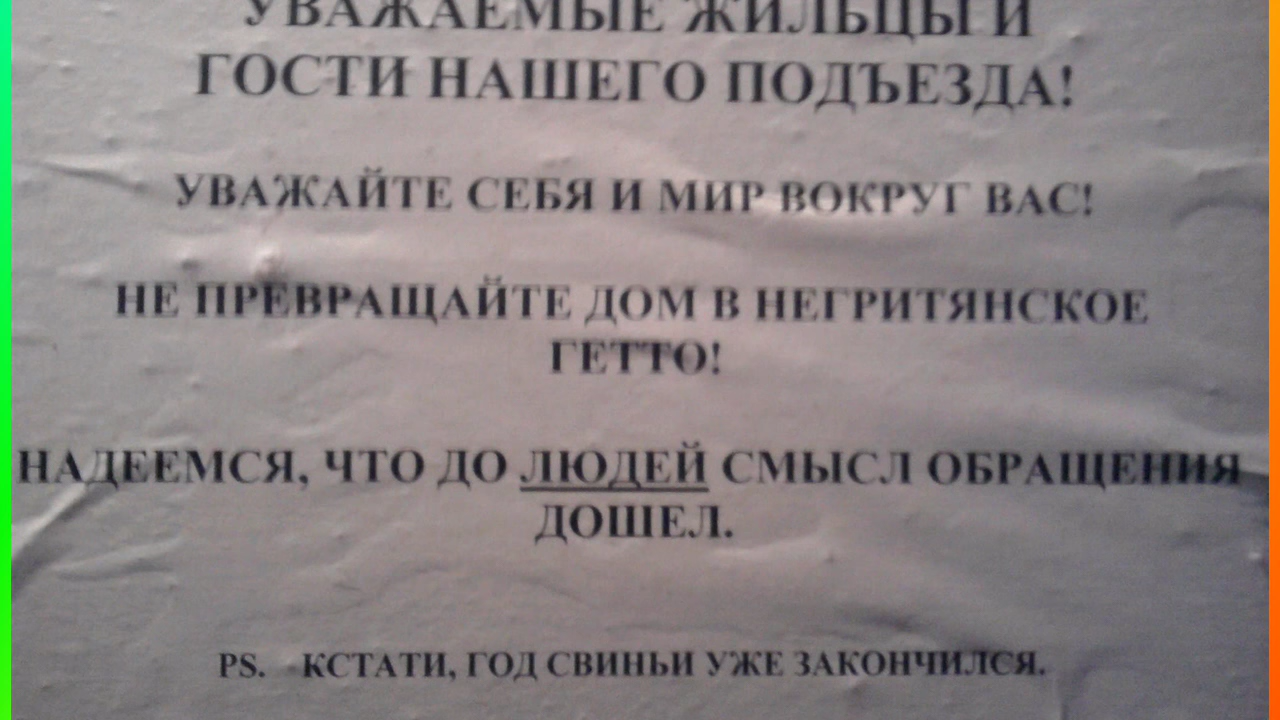 УВАЖАЕМЫЕ ЖИЛЬЦЫ И
ГОСТИ НАШЕГО ПОДЪЕЗДА!
УВАЖАЙТЕ СЕБЯ И МИР ВОКРУГ ВАС!
НЕ ПРЕВРАЩАЙТЕ ДОМ В НЕГРИТЯНСКОЕ
ГЕТТО!
НАДЕЕМСЯ, ЧТО ДО ЛЮДЕЙ СМЫСЛ ОБРАЩЕНИЯ
ДОШЕЛ.
PS. КСТАТИ, ГОД СВИНЬИ УЖЕ ЗАКОНЧИЛСЯ.